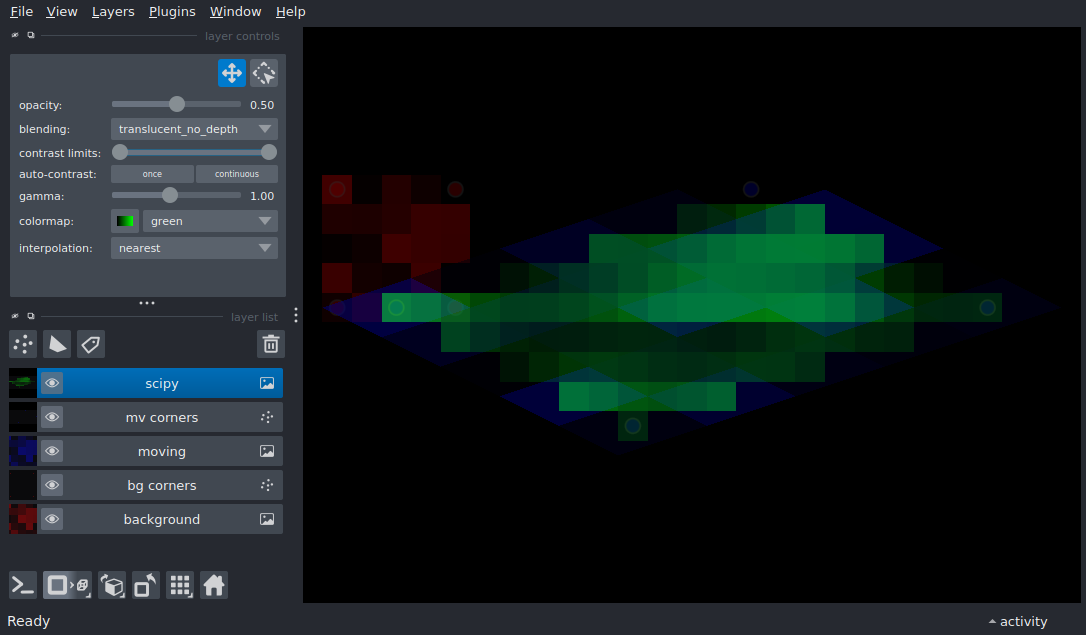 File View Layers Plugins Window Help
layer controls
opacity: 0.50
blending: translucent_no_depth
contrast limits:
auto-contrast: once continuous
gamma: 1.00
colormap: green
interpolation: nearest
layer list
scipy
mv corners
moving
bg corners
background
Ready
activity